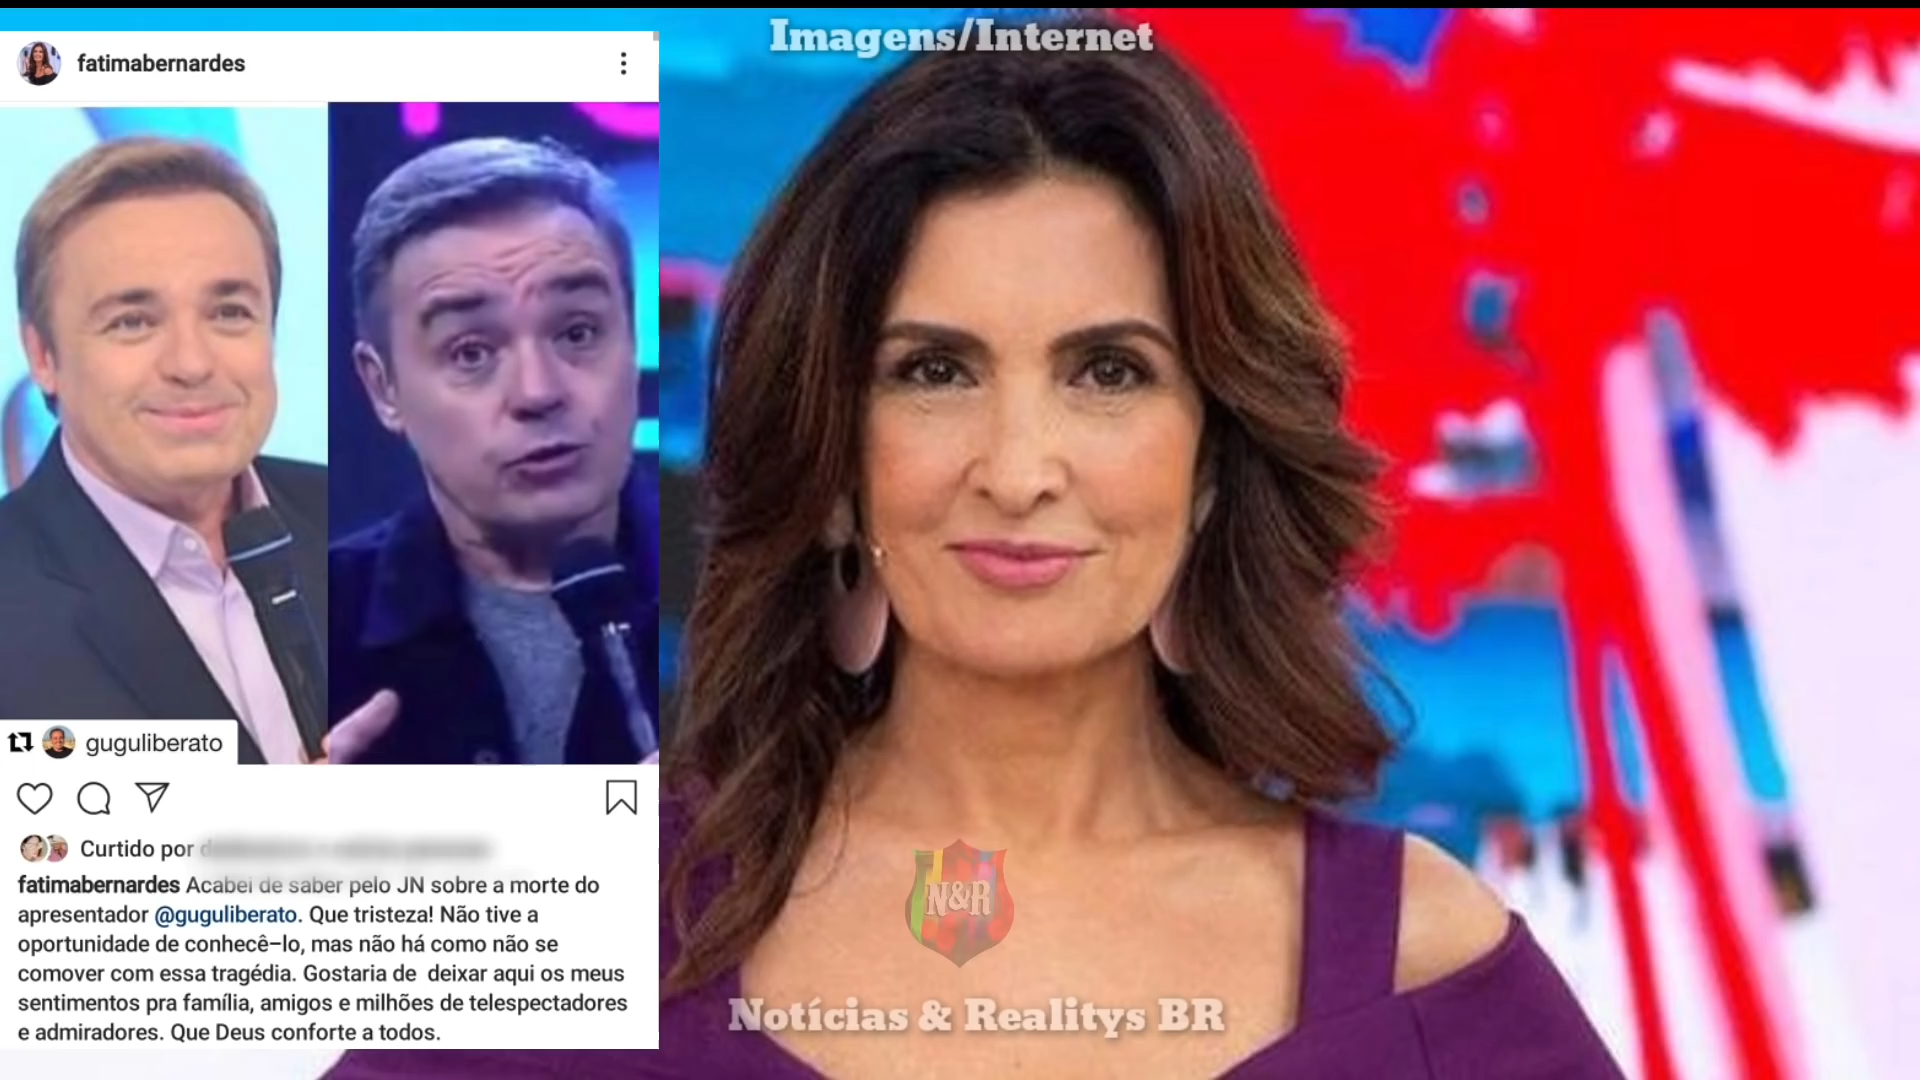 Imagens/Internet
fatimabernardes
guguliberato
Curtido por
fatimabernardes Acabei de saber pelo JN sobre a morte do
apresentador @guguliberato. Que tristeza! Não tive a
oportunidade de conhecê-lo, mas não há como não se
comover com essa tragédia. Gostaria de deixar aqui os meus
sentimentos pra família, amigos e milhões de telespectadores
e admiradores. Que Deus conforte a todos.
N&R
Notícias & Realitys BR